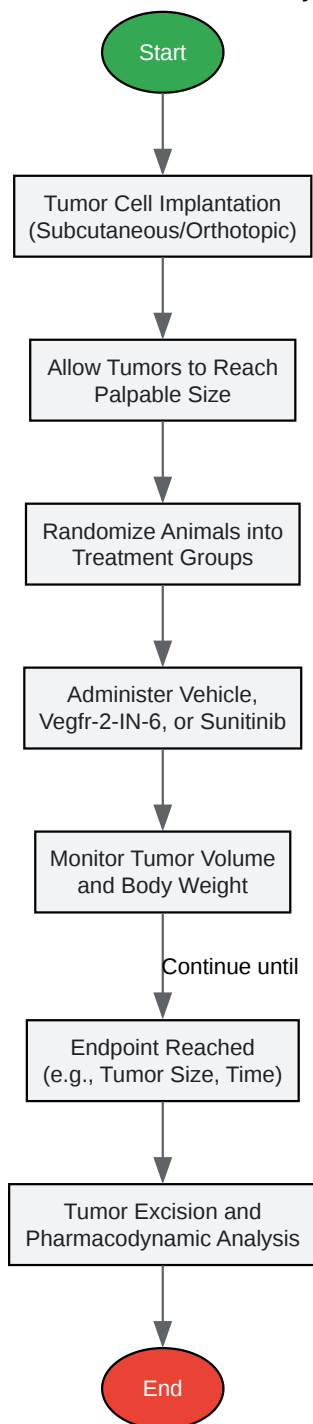 Start
Tumor Cell Implantation
(Subcutaneous/Orthotopic)
Allow Tumors to Reach
Palpable Size
Randomize Animals into
Treatment Groups
Administer Vehicle,
Vegfr-2-IN-6, or Sunitinib
Monitor Tumor Volume
and Body Weight
Continue until
Endpoint Reached
(e.g., Tumor Size, Time)
Tumor Excision and
Pharmacodynamic Analysis
End